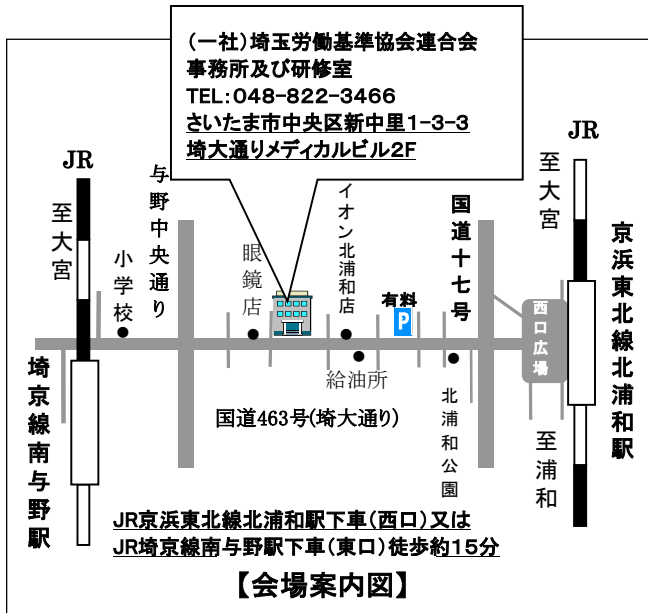 （一社）埼玉労働基準協会連合会
事務所及び研修室
TEL：048-822-3466
さいたま市中央区新中里1-3-3
埼大通りメディカルビル2F
JR
至大宮
小学校
与野中央通り
眼鏡店
イオン北浦和店
有料
P
国道十七号
JR
至大宮
京浜東北線北浦和駅
西口広場
給油所
北浦和公園
至浦和
埼京線南与野駅
国道463号(埼大通り)
JR京浜東北線北浦和駅下車（西口）又は
JR埼京線南与野駅下車（東口）徒歩約15分
【会場案内図】